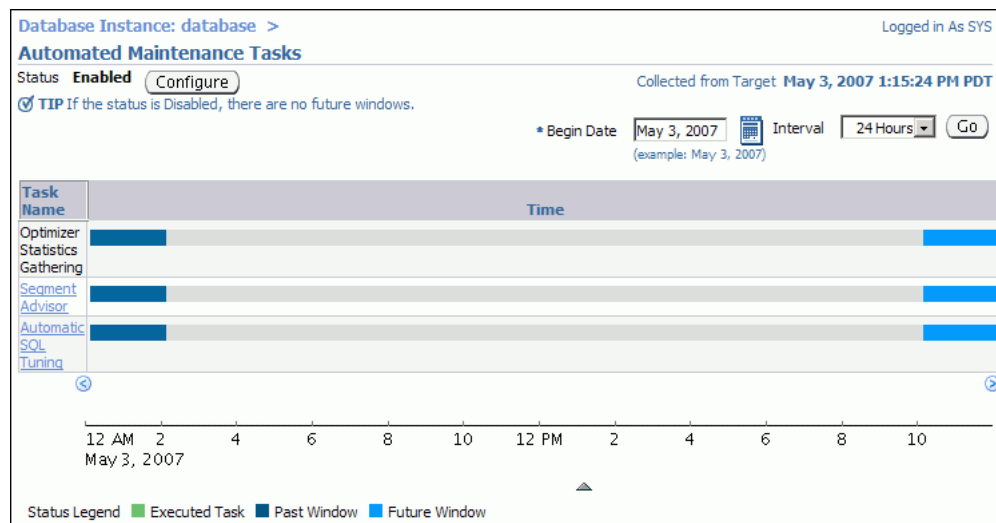 Database Instance: database >
Logged in As SYS
Automated Maintenance Tasks
Status Enabled Configure
Collected from Target May 3, 2007 1:15:24 PM PDT
TIP If the status is Disabled, there are no future windows.
* Begin Date May 3, 2007 Interval 24 Hours Go
(example: May 3, 2007)
Task
Name
Time
Optimizer
Statistics
Gathering
Segment
Advisor
Automatic
SQL
Tuning
12 AM 2 4 6 8 10 12 PM 2 4 6 8 10
May 3, 2007
Status Legend Executed Task Past Window Future Window